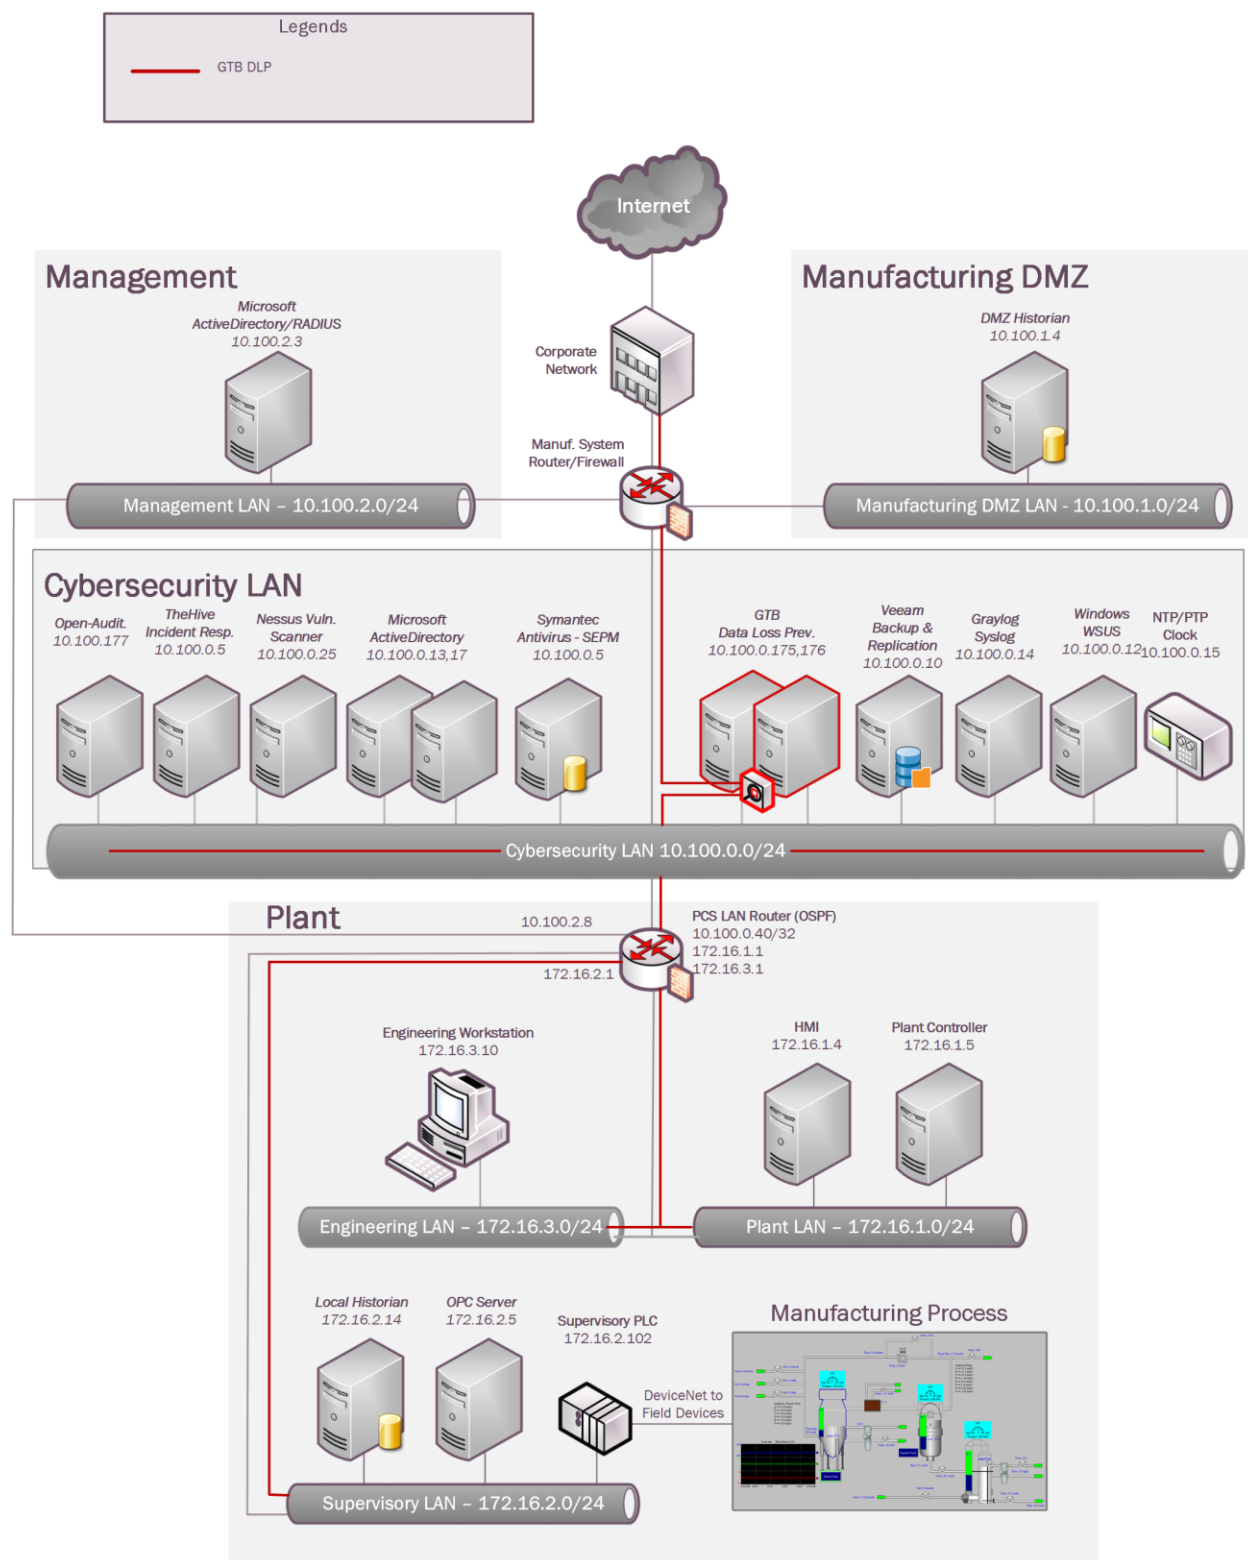 Legends
GTB DLP
Internet
Management
Microsoft
ActiveDirectory/RADIUS
10.100.2.3
Management LAN – 10.100.2.0/24
Corporate
Network
Manuf. System
Router/Firewall
Manufacturing DMZ
DMZ Historian
10.100.1.4
Manufacturing DMZ LAN - 10.100.1.0/24
Cybersecurity LAN
Open-Audit.
10.100.177
TheHive
Incident Resp.
10.100.0.5
Nessus Vuln.
Scanner
10.100.0.25
Microsoft
ActiveDirectory
10.100.0.13,17
Symantec
Antivirus - SEPM
10.100.0.5
GTB
Data Loss Prev.
10.100.0.175,176
Veeam
Backup &
Replication
10.100.0.10
Graylog
Syslog
10.100.0.14
Windows
WSUS
10.100.0.12
NTP/PTP
Clock
10.100.0.15
Cybersecurity LAN 10.100.0.0/24
Plant
10.100.2.8
172.16.2.1
PCS LAN Router (OSPF)
10.100.0.40/32
172.16.1.1
172.16.3.1
Engineering Workstation
172.16.3.10
HMI
172.16.1.4
Plant Controller
172.16.1.5
Engineering LAN – 172.16.3.0/24
Plant LAN – 172.16.1.0/24
Local Historian
172.16.2.14
OPC Server
172.16.2.5
Supervisory PLC
172.16.2.102
DeviceNet to
Field Devices
Manufacturing Process
Supervisory LAN – 172.16.2.0/24